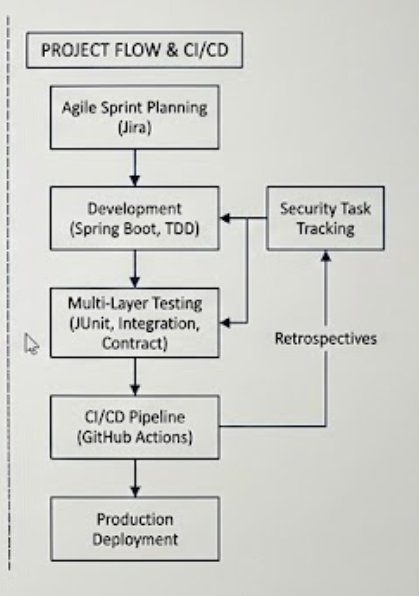 PROJECT FLOW & CI/CD
Agile Sprint Planning
(Jira)
Development
(Spring Boot, TDD)
Security Task
Tracking
Multi-Layer Testing
(JUnit, Integration,
Contract)
Retrospectives
CI/CD Pipeline
(GitHub Actions)
Production
Deployment